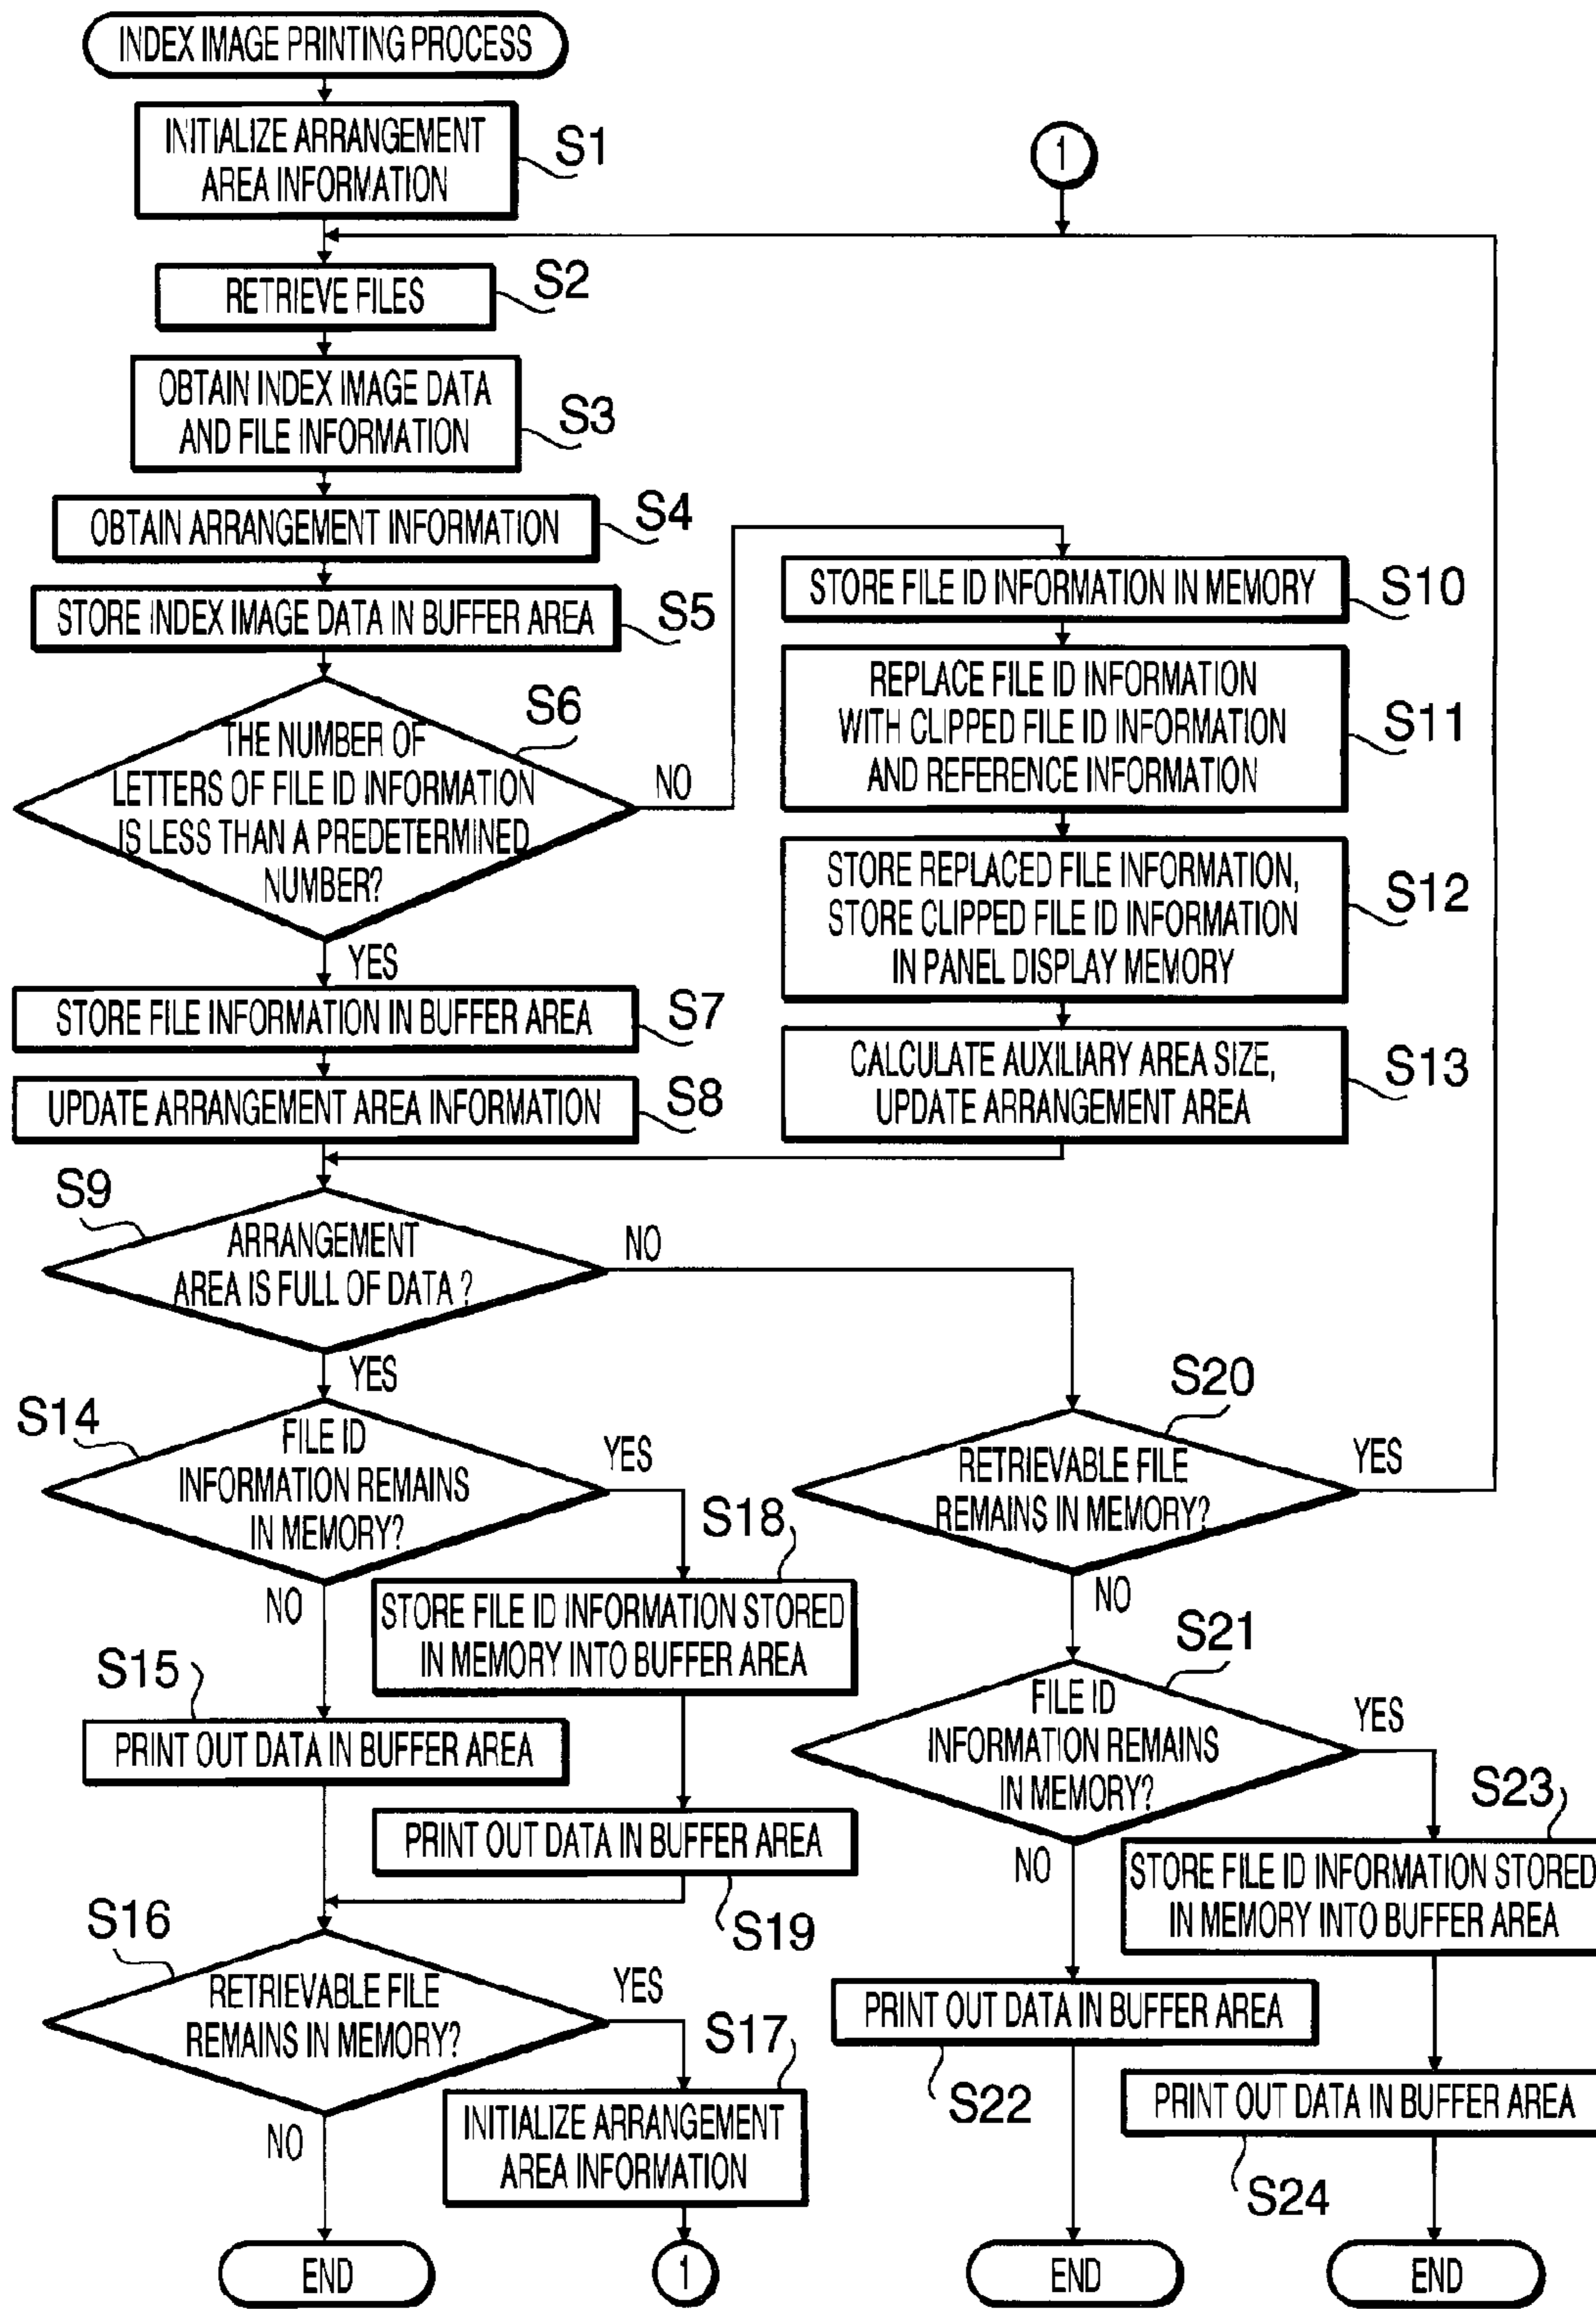 INDEX IMAGE PRINTING PROCESS
INITIALIZE ARRANGEMENT
AREA INFORMATION
S1
1
RETRIEVE FILES
S2
OBTAIN INDEX IMAGE DATA
AND FILE INFORMATION
S3
OBTAIN ARRANGEMENT INFORMATION
S4
STORE INDEX IMAGE DATA IN BUFFER AREA
S5
THE NUMBER OF
LETTERS OF FILE ID INFORMATION
IS LESS THAN A PREDETERMINED
NUMBER?
S6
NO
YES
STORE FILE INFORMATION IN BUFFER AREA
S7
UPDATE ARRANGEMENT AREA INFORMATION
S8
STORE FILE ID INFORMATION IN MEMORY
S10
REPLACE FILE ID INFORMATION
WITH CLIPPED FILE ID INFORMATION
AND REFERENCE INFORMATION
S11
STORE REPLACED FILE INFORMATION,
STORE CLIPPED FILE ID INFORMATION
IN PANEL DISPLAY MEMORY
S12
CALCULATE AUXILIARY AREA SIZE,
UPDATE ARRANGEMENT AREA
S13
S9
ARRANGEMENT
AREA IS FULL OF DATA ?
NO
YES
S14
FILE ID
INFORMATION REMAINS
IN MEMORY?
YES
NO
S18
STORE FILE ID INFORMATION STORED
IN MEMORY INTO BUFFER AREA
S15
PRINT OUT DATA IN BUFFER AREA
PRINT OUT DATA IN BUFFER AREA
S19
S16
RETRIEVABLE FILE
REMAINS IN MEMORY?
YES
NO
S17
INITIALIZE ARRANGEMENT
AREA INFORMATION
END
1
S20
RETRIEVABLE FILE
REMAINS IN MEMORY?
YES
NO
S21
FILE ID
INFORMATION REMAINS
IN MEMORY?
YES
NO
S23
STORE FILE ID INFORMATION STORED
IN MEMORY INTO BUFFER AREA
PRINT OUT DATA IN BUFFER AREA
S22
PRINT OUT DATA IN BUFFER AREA
S24
END
END